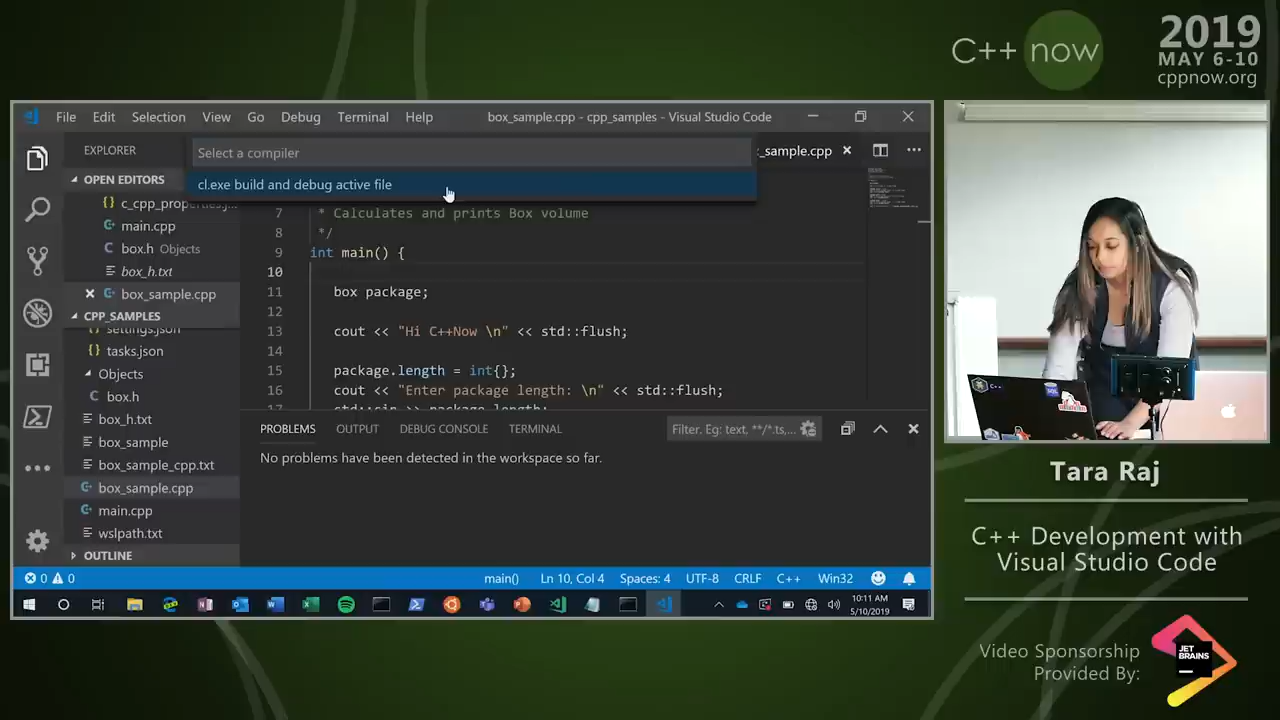 C++ now
2019
MAY 6-10
cppnow.org
File Edit Selection View Go Debug Terminal Help
box_sample.cpp - cpp_samples - Visual Studio Code
EXPLORER
Select a compiler
_sample.cpp
cl.exe build and debug active file
OPEN EDITORS
{} c_cpp_properties.j...
main.cpp
box.h Objects
box_h.txt
box_sample.cpp
CPP_SAMPLES
{} settings.json
{} tasks.json
Objects
box.h
box_h.txt
box_sample
box_sample_cpp.txt
box_sample.cpp
main.cpp
wslpath.txt
OUTLINE
7 * Calculates and prints Box volume
8 */
9 int main() {
10
11 box package;
12
13 cout << "Hi C++Now \n" << std::flush;
14
15 package.length = int{};
16 cout << "Enter package length: \n" << std::flush;
17 std::cin >> package.length;
PROBLEMS OUTPUT DEBUG CONSOLE TERMINAL
Filter. Eg: text, **/*.ts,...
No problems have been detected in the workspace so far.
0 0
main() Ln 10, Col 4 Spaces: 4 UTF-8 CRLF C++ Win32
10:11 AM
5/10/2019
Tara Raj
C++ Development with
Visual Studio Code
Video Sponsorship
Provided By:
JET
BRAINS